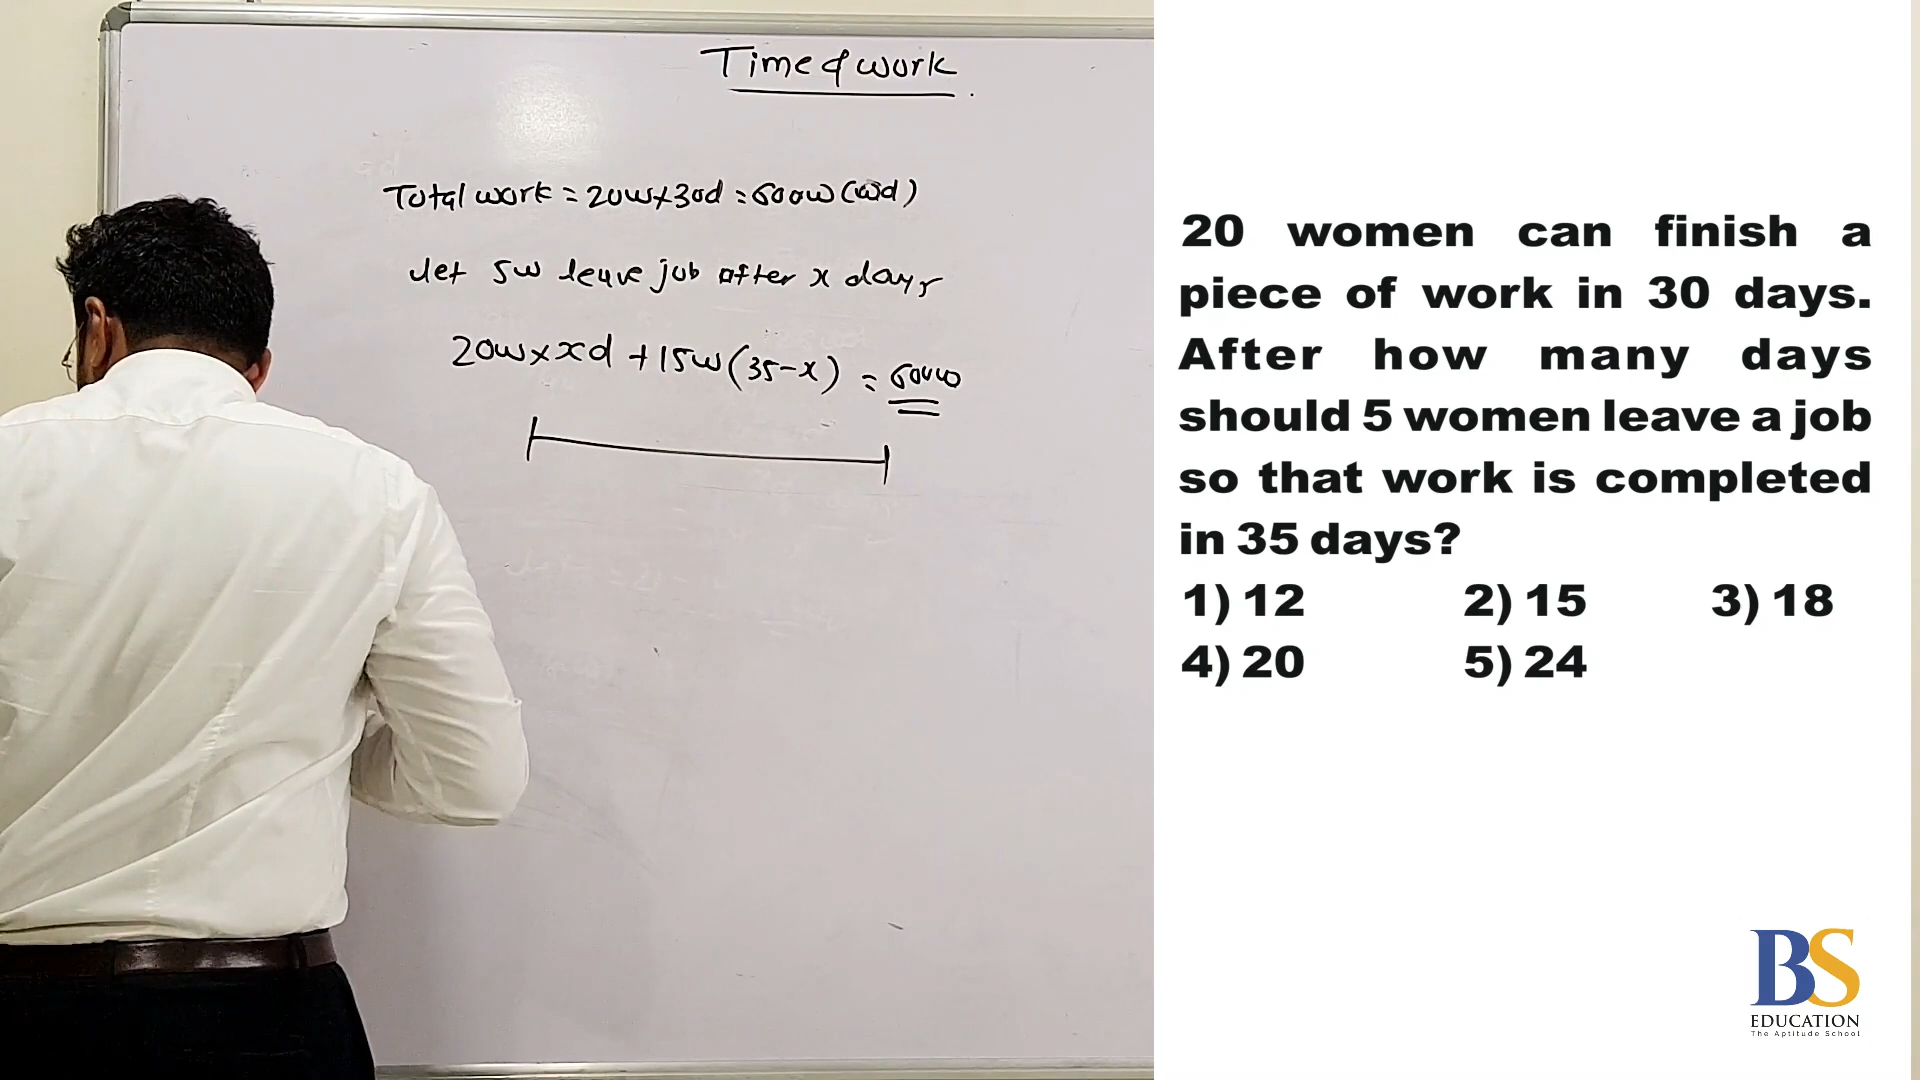 Time & work
Total work = 20w×30d = 600w (wd)
let 5w leave job after x days
20w × xd + 15w (35-x) = 600w
20 women can finish a
piece of work in 30 days.
After how many days
should 5 women leave a job
so that work is completed
in 35 days?
1) 12 2) 15 3) 18
4) 20 5) 24
BS
EDUCATION
The Aptitude School